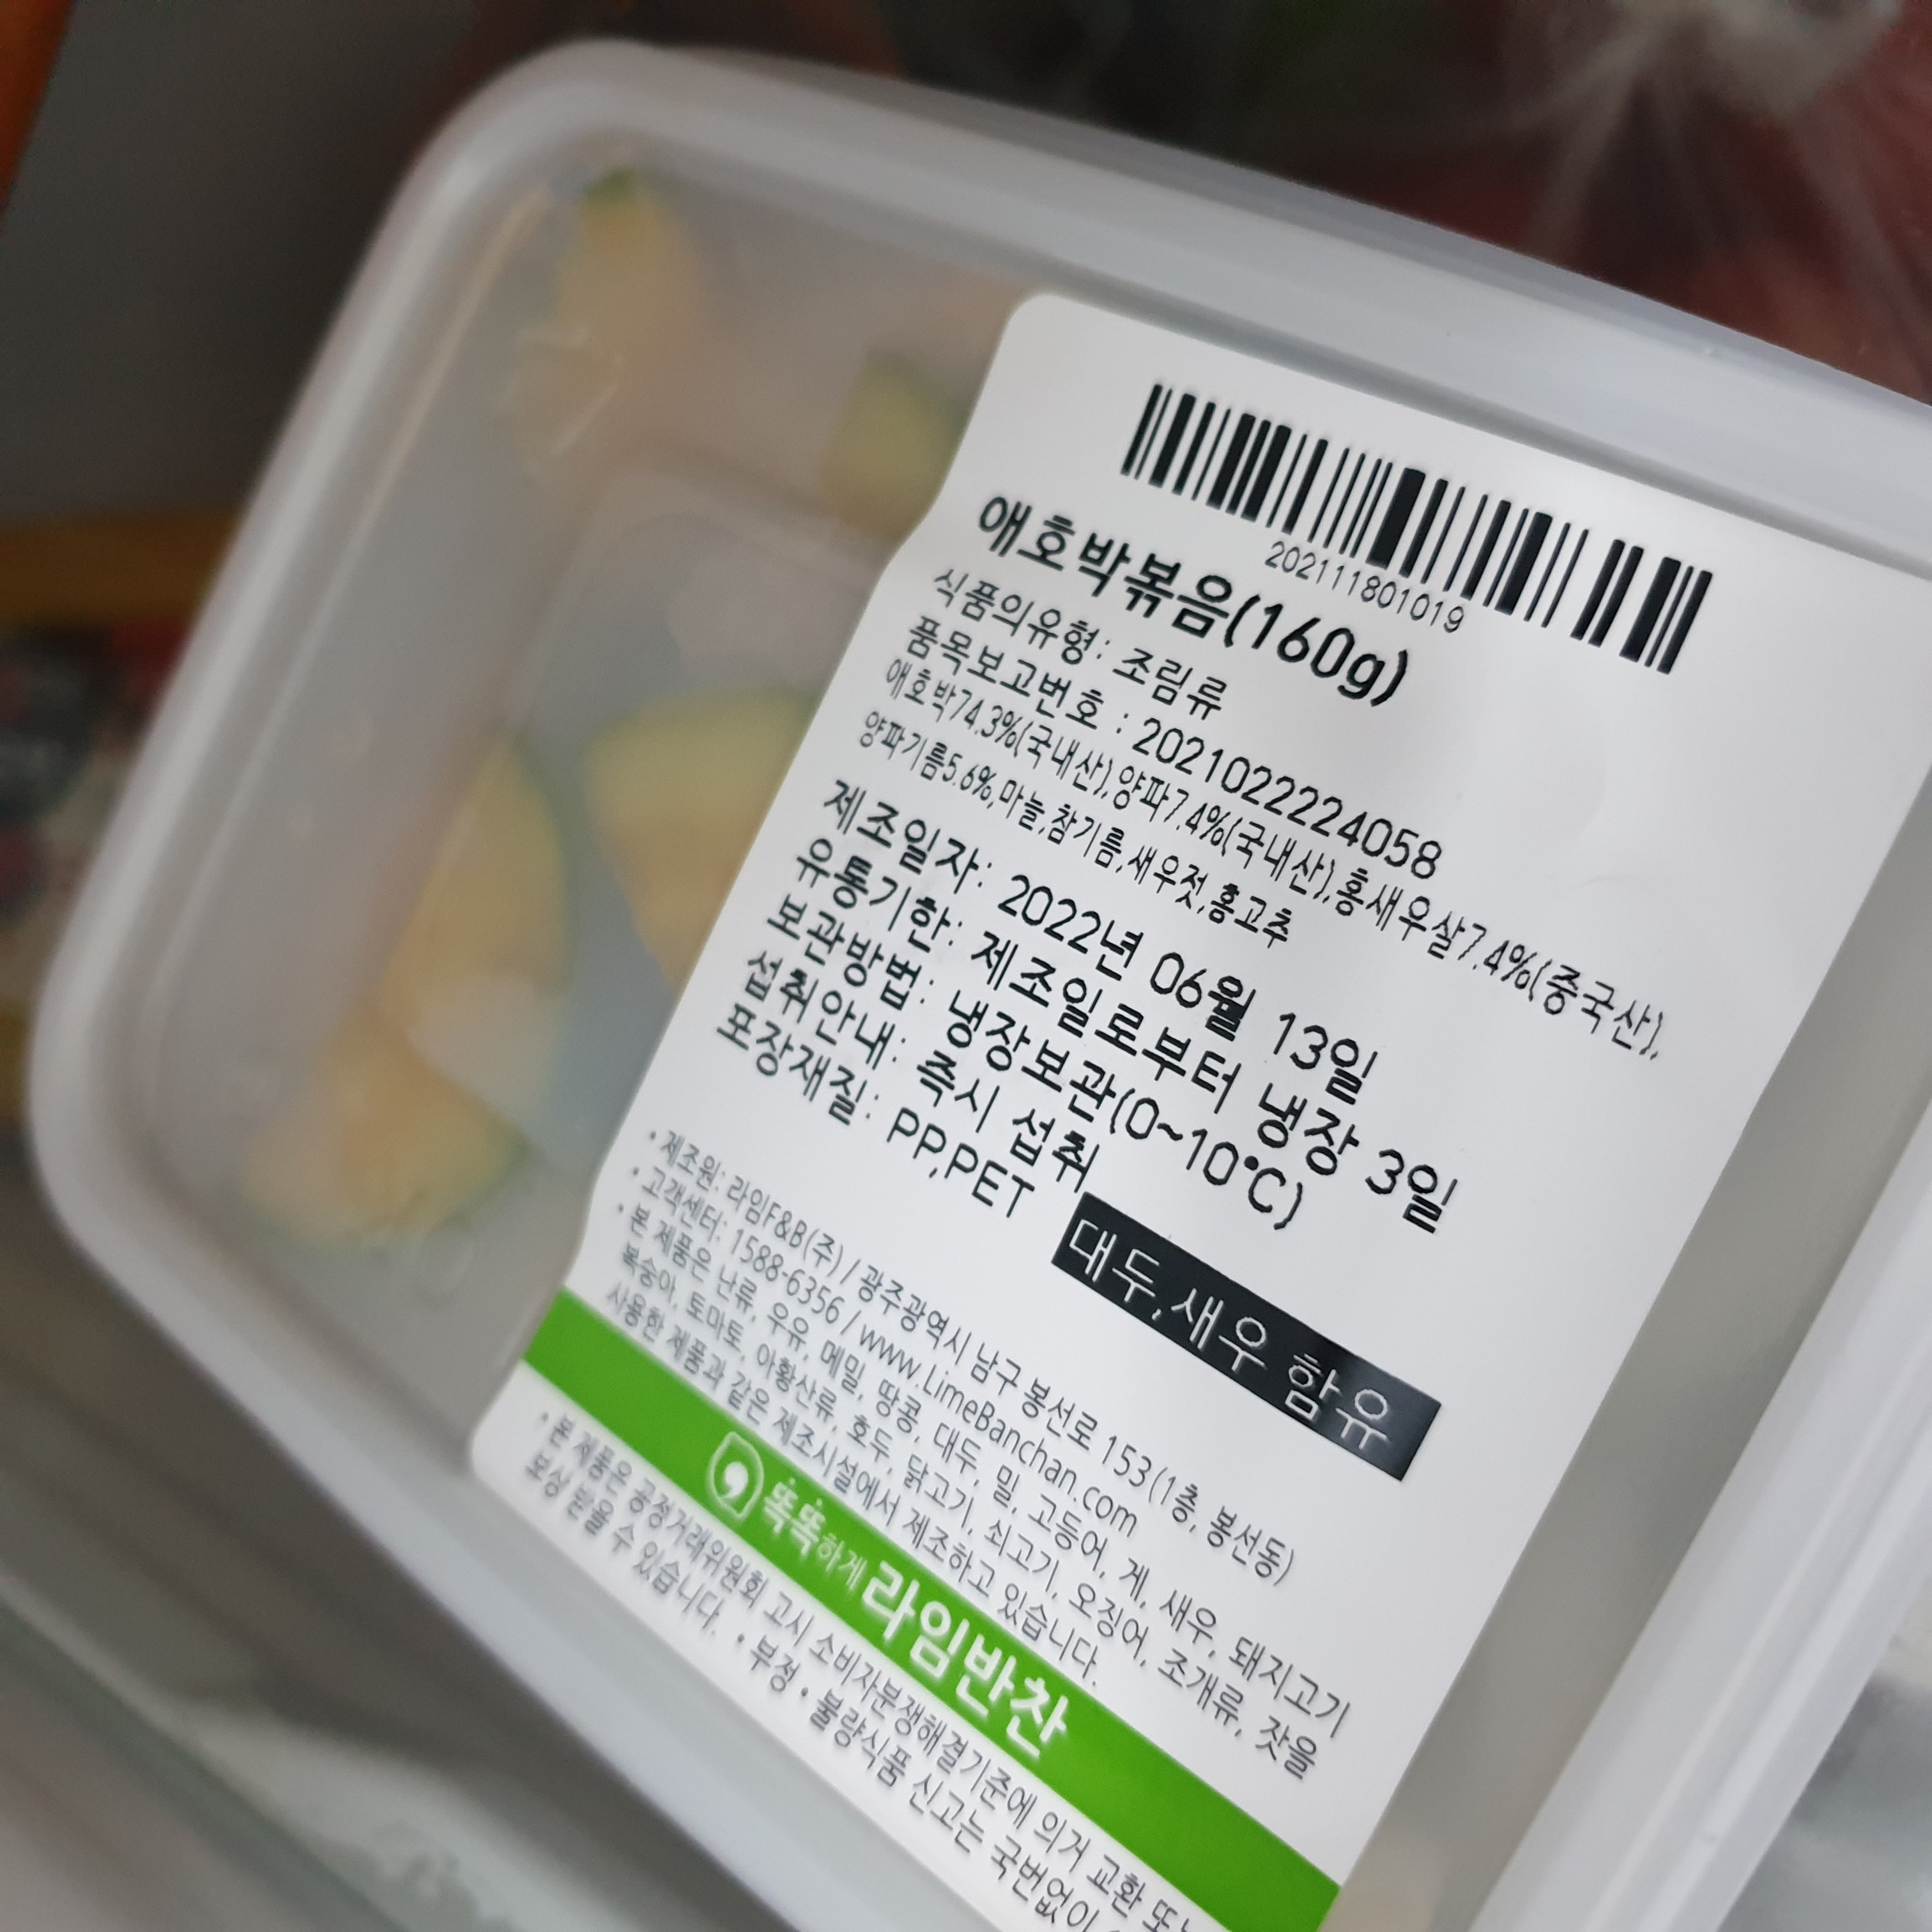 202111801019
애호박볶음(160g)
식품의유형: 조림류
품목보고번호 : 20210222224058
애호박74.3%(국내산),양파7.4%(국내산),홍새우살7.4%(중국산),
양파기름5.6%,마늘,참기름,새우젓,홍고추
제조일자: 2022년 06월 13일
유통기한: 제조일로부터 냉장 3일
보관방법: 냉장보관(0~10℃)
섭취안내: 즉시 섭취
포장재질: PP,PET
대두,새우 함유
• 제조원: 라임F&B(주) / 광주광역시 남구 봉선로 153(1층, 봉선동)
• 고객센터: 1588-6356 / www.LimeBanchan.com
• 본 제품은 난류, 우유, 메밀, 땅콩, 대두, 밀, 고등어, 게, 새우, 돼지고기
복숭아, 토마토, 아황산류, 호두, 닭고기, 쇠고기, 오징어, 조개류, 잣을
사용한 제품과 같은 제조시설에서 제조하고 있습니다.
똑똑하게 라임반찬
• 본 제품은 공정거래위원회 고시 소비자분쟁해결기준에 의거 교환 또는
보상 받을 수 있습니다. • 부정 • 불량식품 신고는 국번없이